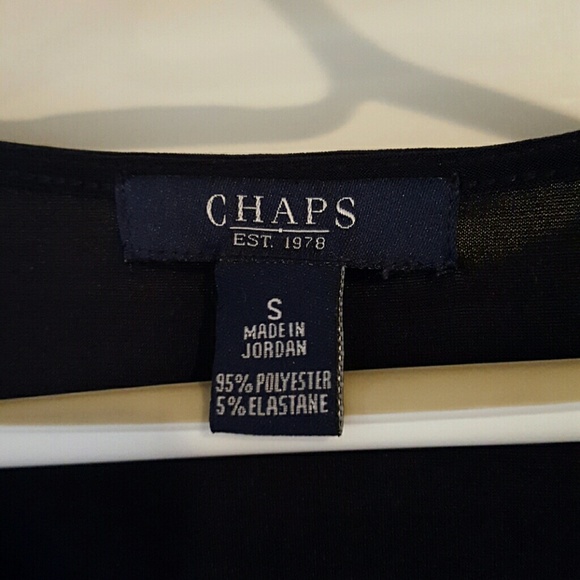 CHAPS
EST. 1978
S
MADE IN
JORDAN
95% POLYESTER
5% ELASTANE